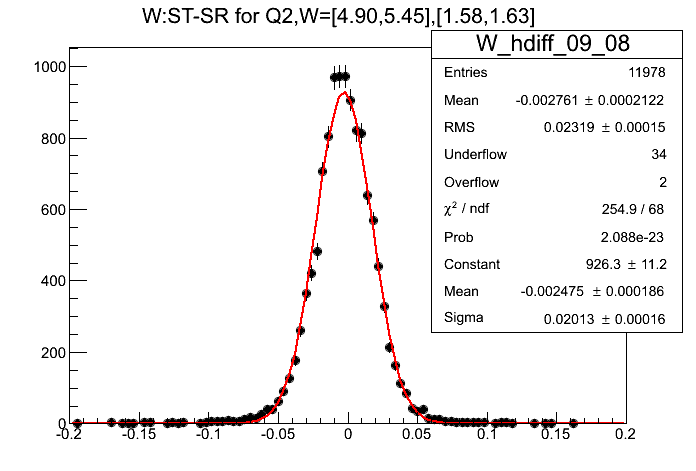 W:ST-SR for Q2,W=[4.90,5.45],[1.58,1.63]
W_hdiff_09_08
Entries 11978
Mean -0.002761 ± 0.0002122
RMS 0.02319 ± 0.00015
Underflow 34
Overflow 2
χ² / ndf 254.9 / 68
Prob 2.088e-23
Constant 926.3 ± 11.2
Mean -0.002475 ± 0.000186
Sigma 0.02013 ± 0.00016
1000
800
600
400
200
0
-0.2 -0.15 -0.1 -0.05 0 0.05 0.1 0.15 0.2